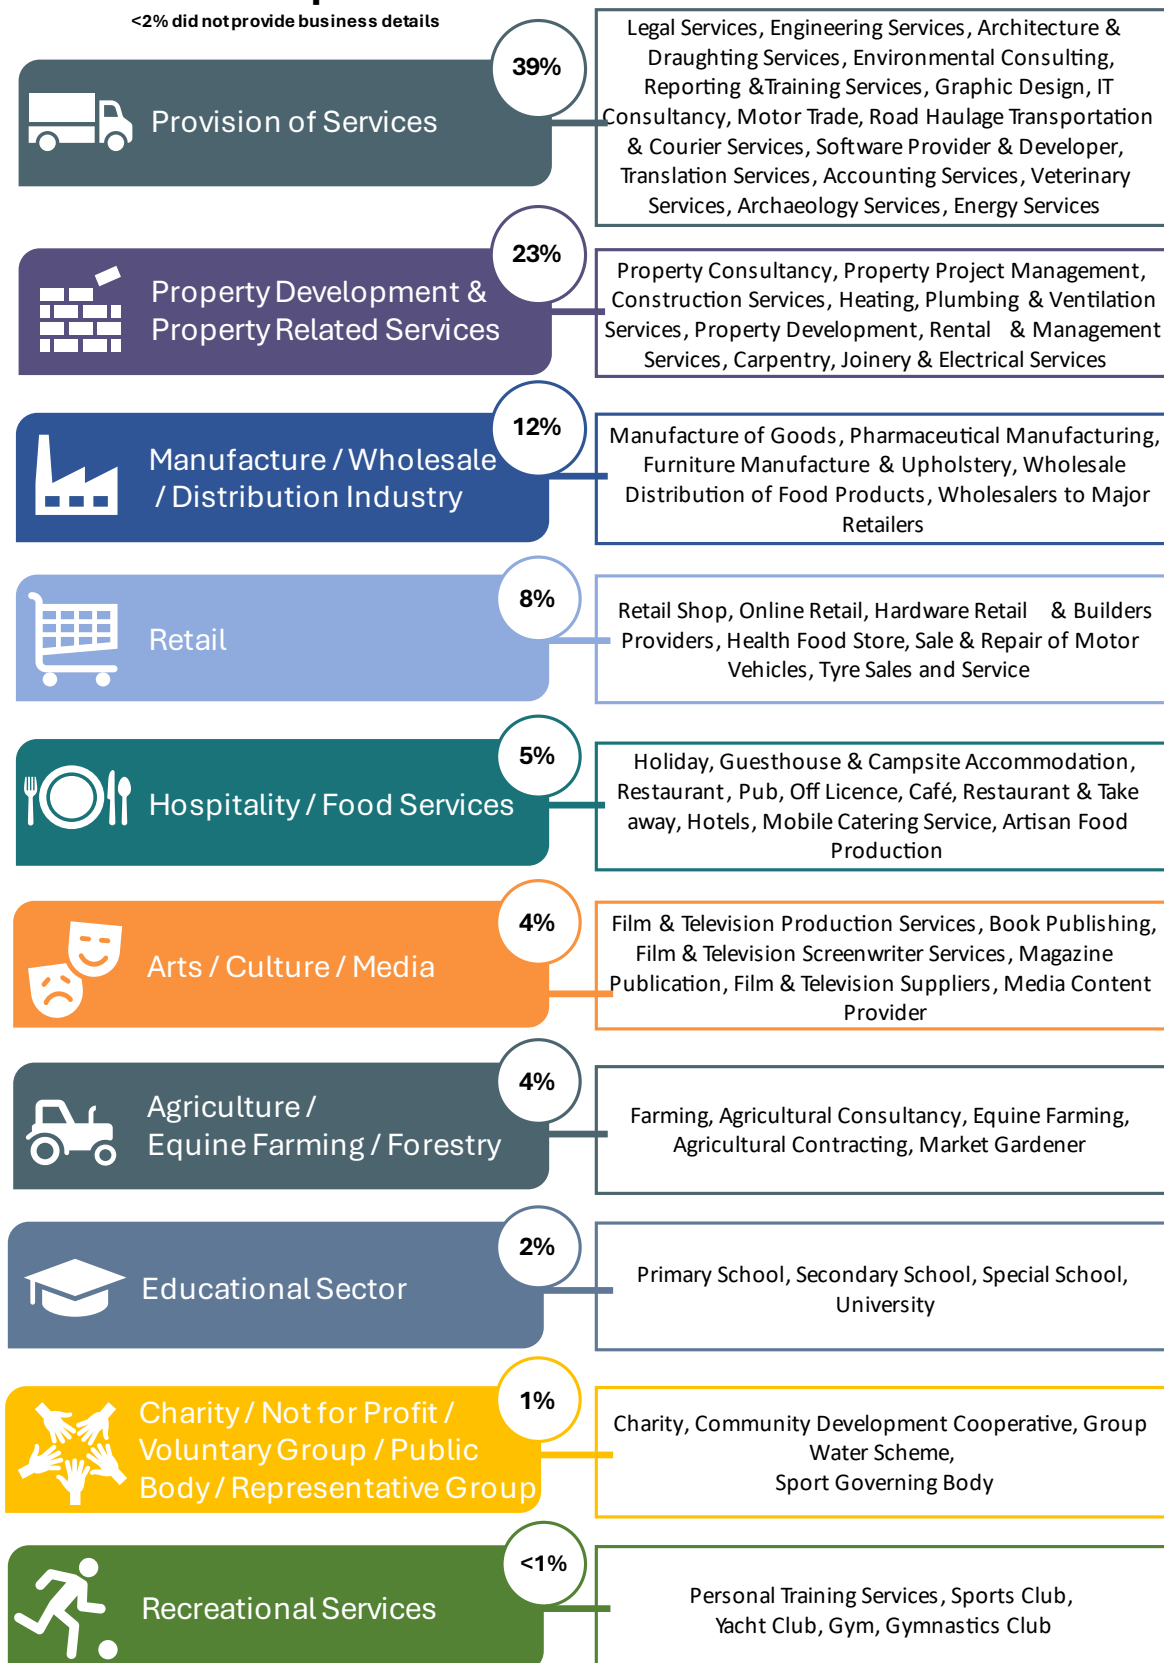 <2% did not provide business details
39%
Provision of Services
Legal Services, Engineering Services, Architecture &
Draughting Services, Environmental Consulting,
Reporting &Training Services, Graphic Design, IT
Consultancy, Motor Trade, Road Haulage Transportation
& Courier Services, Software Provider & Developer,
Translation Services, Accounting Services, Veterinary
Services, Archaeology Services, Energy Services
23%
Property Development &
Property Related Services
Property Consultancy, Property Project Management,
Construction Services, Heating, Plumbing & Ventilation
Services, Property Development, Rental & Management
Services, Carpentry, Joinery & Electrical Services
12%
Manufacture / Wholesale
/ Distribution Industry
Manufacture of Goods, Pharmaceutical Manufacturing,
Furniture Manufacture & Upholstery, Wholesale
Distribution of Food Products, Wholesalers to Major
Retailers
8%
Retail
Retail Shop, Online Retail, Hardware Retail & Builders
Providers, Health Food Store, Sale & Repair of Motor
Vehicles, Tyre Sales and Service
5%
Hospitality / Food Services
Holiday, Guesthouse & Campsite Accommodation,
Restaurant, Pub, Off Licence, Café, Restaurant & Take
away, Hotels, Mobile Catering Service, Artisan Food
Production
4%
Arts / Culture / Media
Film & Television Production Services, Book Publishing,
Film & Television Screenwriter Services, Magazine
Publication, Film & Television Suppliers, Media Content
Provider
4%
Agriculture /
Equine Farming / Forestry
Farming, Agricultural Consultancy, Equine Farming,
Agricultural Contracting, Market Gardener
2%
Educational Sector
Primary School, Secondary School, Special School,
University
1%
Charity / Not for Profit /
Voluntary Group / Public
Body / Representative Group
Charity, Community Development Cooperative, Group
Water Scheme,
Sport Governing Body
<1%
Recreational Services
Personal Training Services, Sports Club,
Yacht Club, Gym, Gymnastics Club